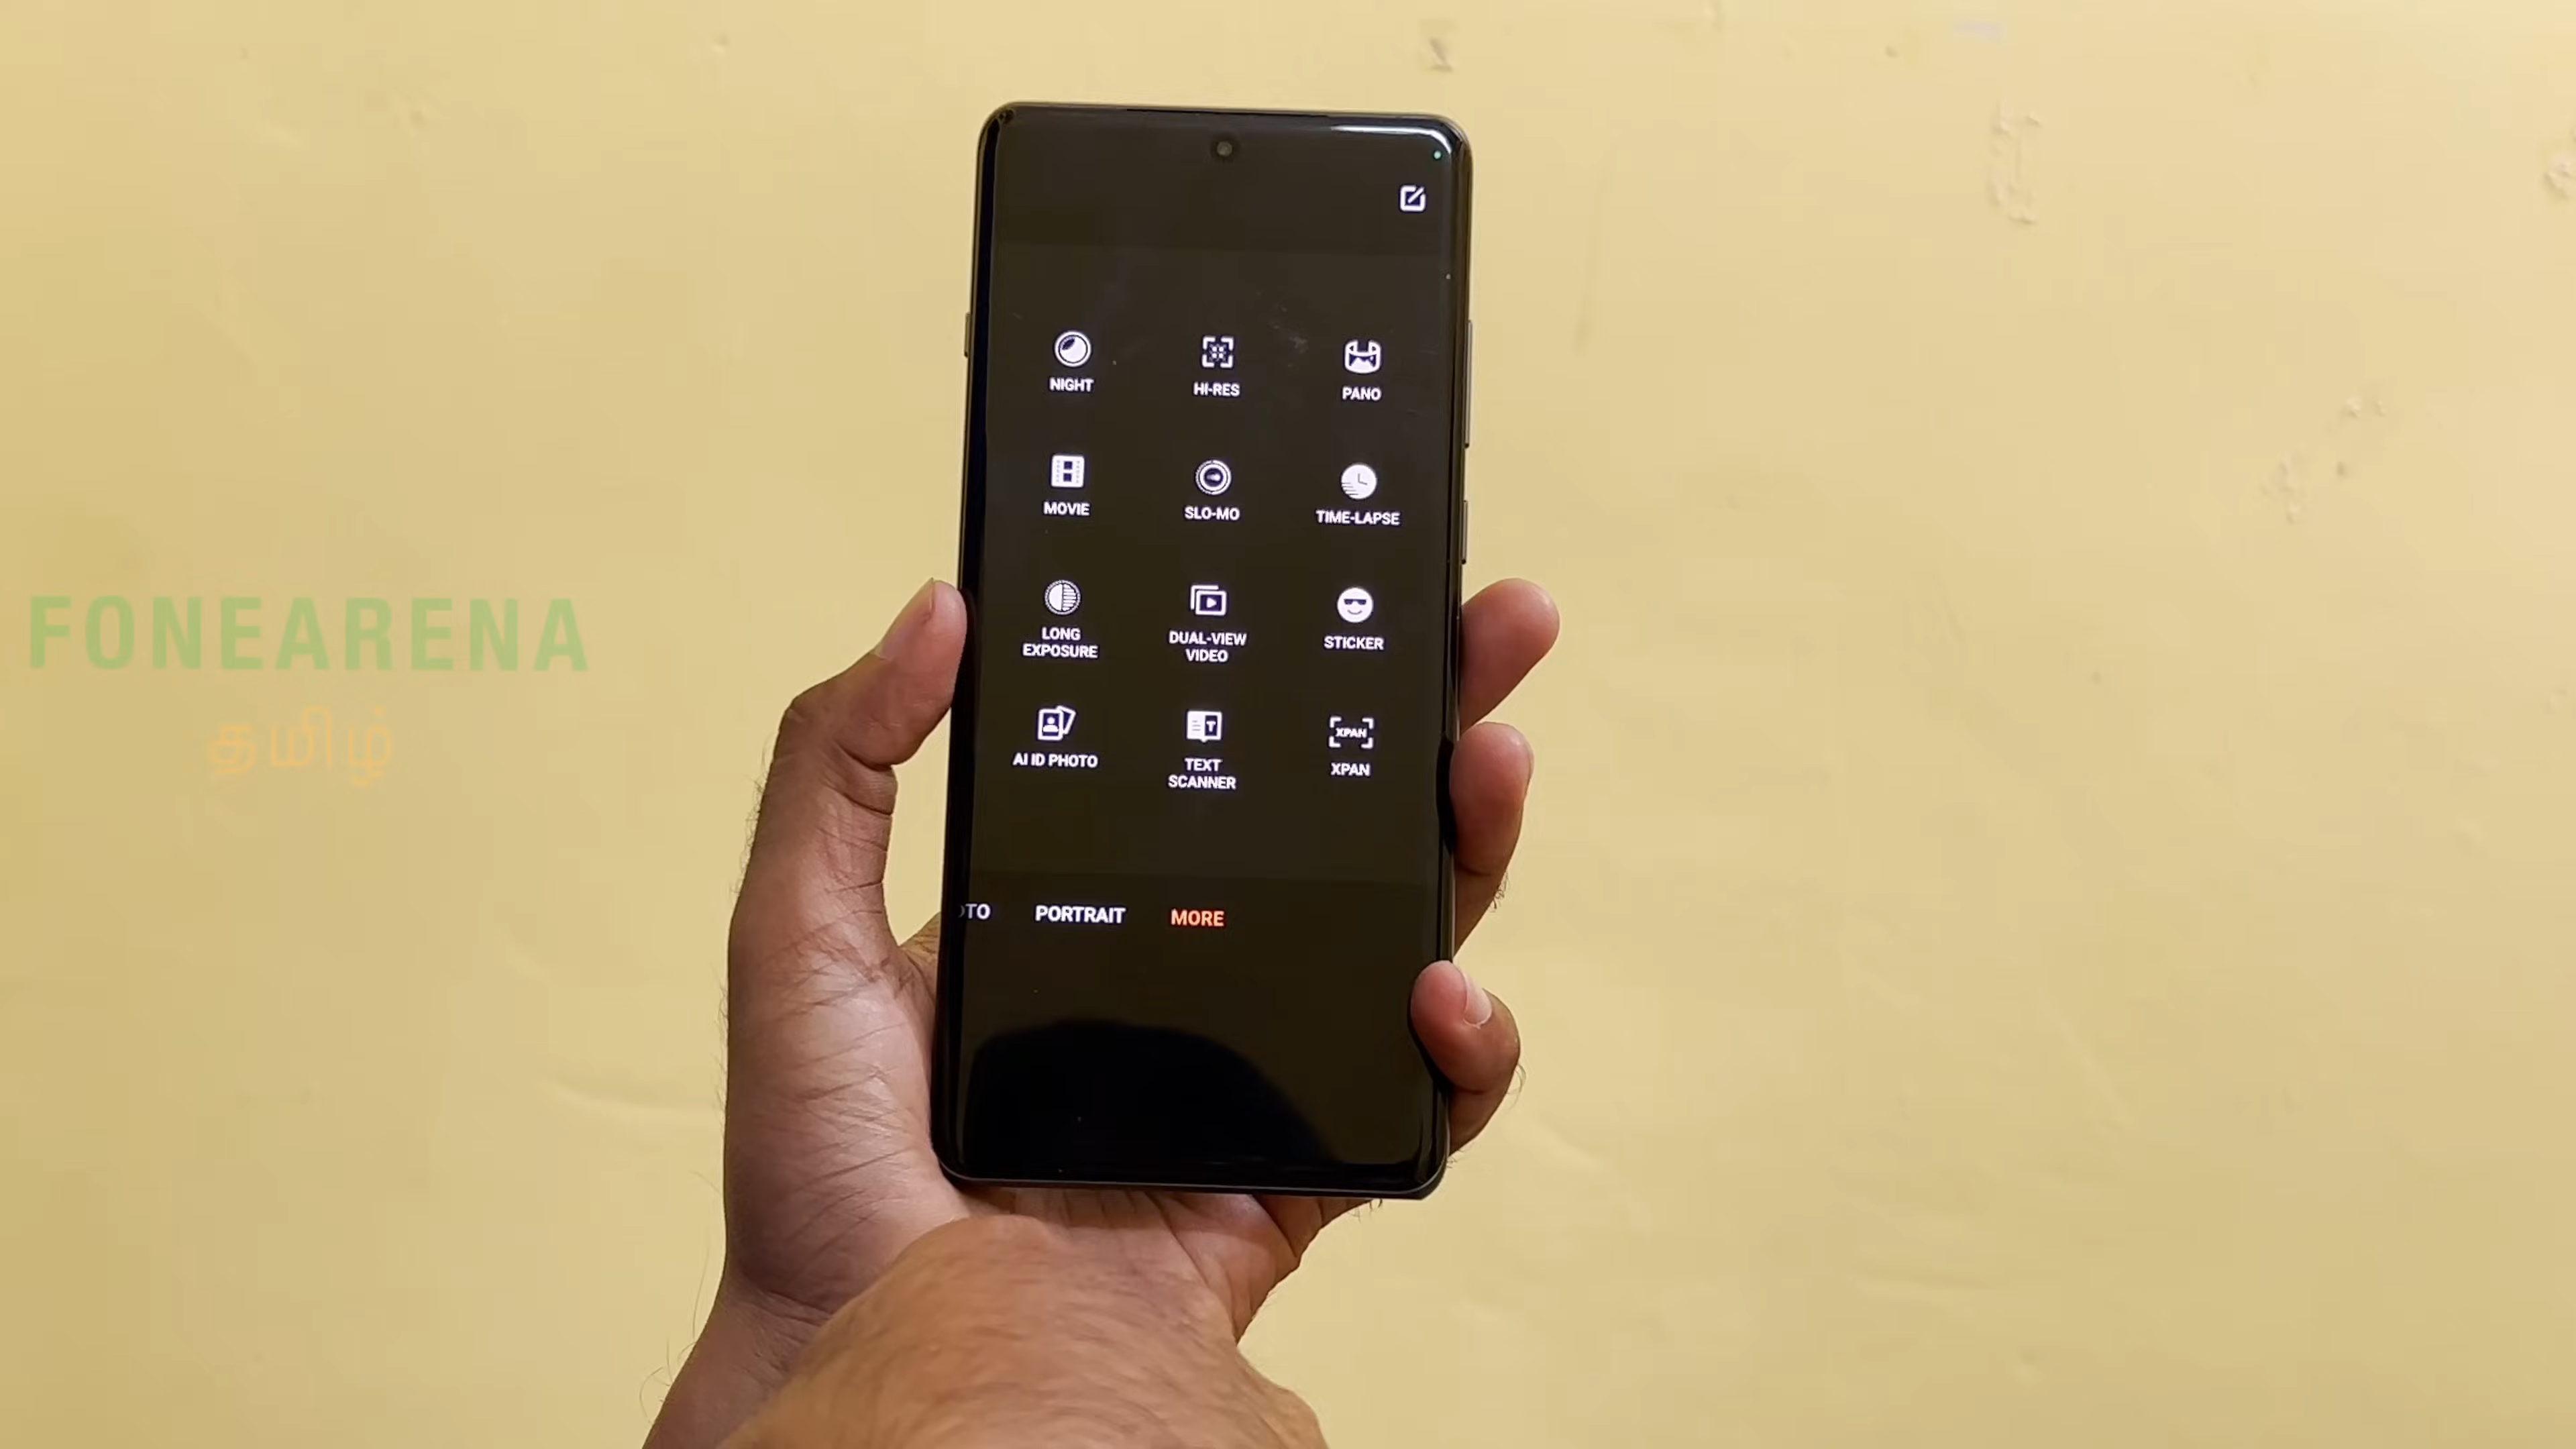 FONEARENA
தமிழ்
NIGHT
HI-RES
PANO
MOVIE
SLO-MO
TIME-LAPSE
LONG
EXPOSURE
DUAL-VIEW
VIDEO
STICKER
AI ID PHOTO
TEXT
SCANNER
XPAN
XPAN
PORTRAIT
MORE